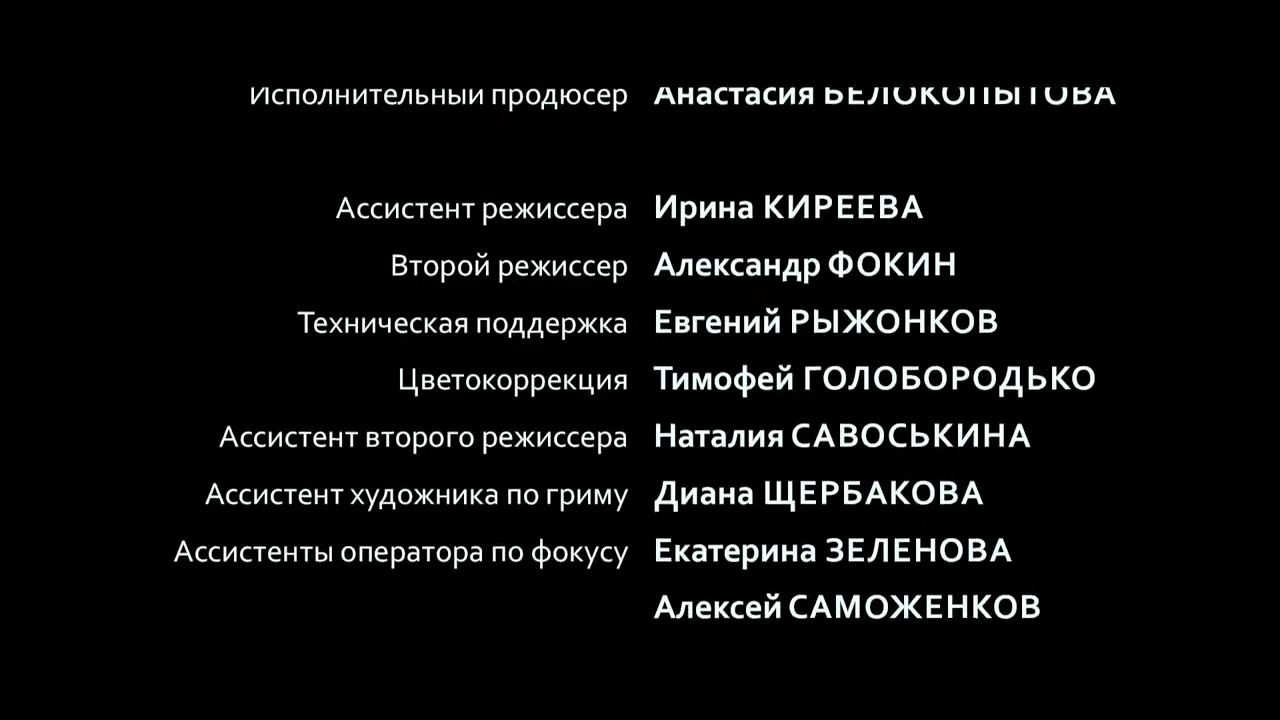 Исполнительный продюсер Анастасия БЕЛОКОПЫТОВА
Ассистент режиссера Ирина КИРЕЕВА
Второй режиссер Александр ФОКИН
Техническая поддержка Евгений РЫЖОНКОВ
Цветокоррекция Тимофей ГОЛОБОРОДЬКО
Ассистент второго режиссера Наталия САВОСЬКИНА
Ассистент художника по гриму Диана ЩЕРБАКОВА
Ассистенты оператора по фокусу Екатерина ЗЕЛЕНОВА
Алексей САМОЖЕНКОВ